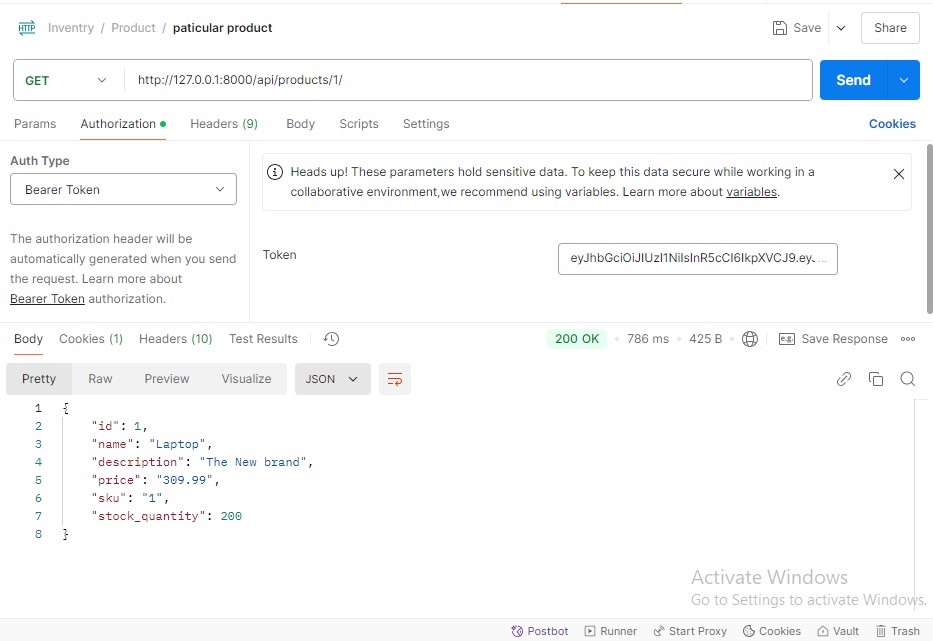 HTTP Inventry / Product / paticular product Save Share
GET http://127.0.0.1:8000/api/products/1/ Send
Params Authorization Headers (9) Body Scripts Settings Cookies
Auth Type
Bearer Token
The authorization header will be
automatically generated when you send
the request. Learn more about
Bearer Token authorization.
Heads up! These parameters hold sensitive data. To keep this data secure while working in a
collaborative environment,we recommend using variables. Learn more about variables.
Token eyJhbGciOiJIUzI1NiIsInR5cCI6IkpXVCJ9.ey...
Body Cookies (1) Headers (10) Test Results 200 OK 786 ms 425 B e.g. Save Response
Pretty Raw Preview Visualize JSON
1 {
2 "id": 1,
3 "name": "Laptop",
4 "description": "The New brand",
5 "price": "309.99",
6 "sku": "1",
7 "stock_quantity": 200
8 }
Activate Windows
Go to Settings to activate Windows.
Postbot Runner Start Proxy Cookies Vault Trash